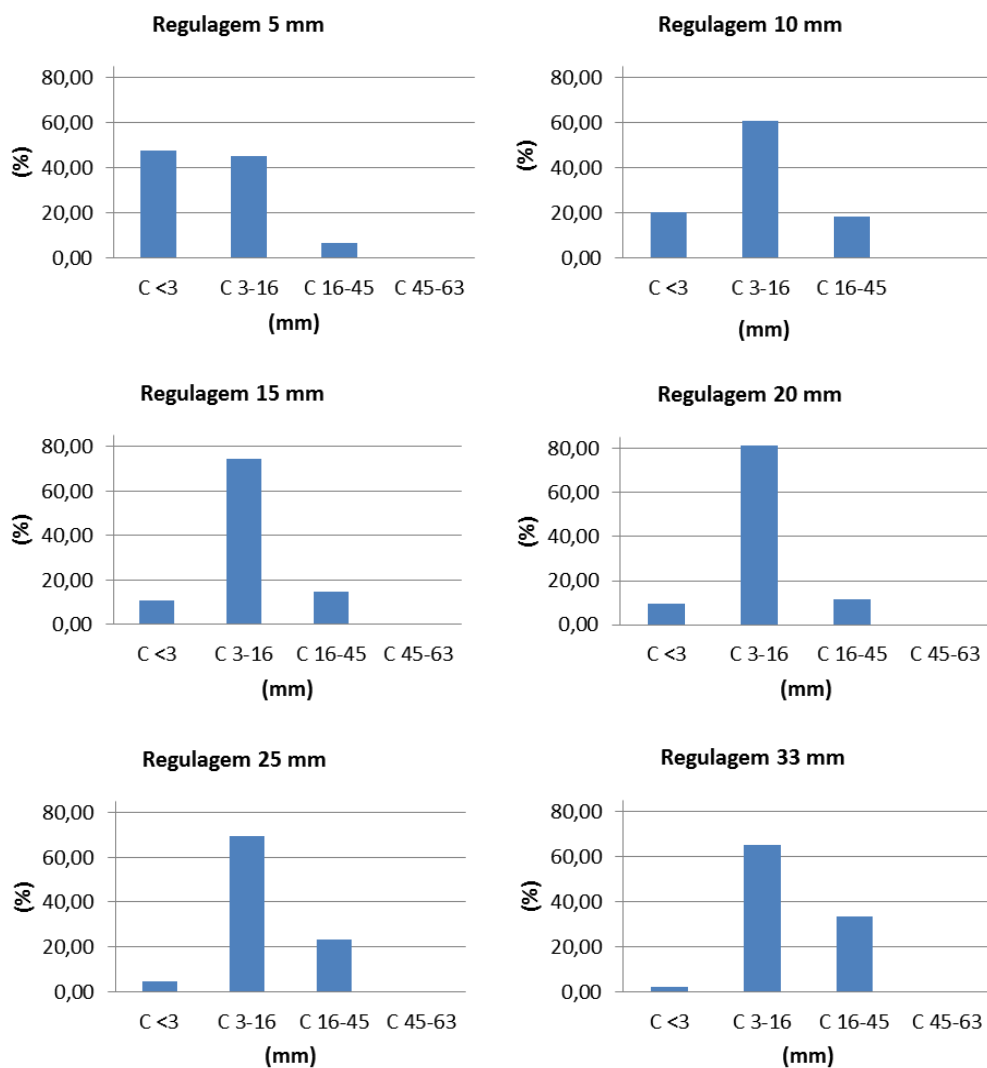 Regulagem 5 mm
80,00
60,00
40,00
20,00
0,00
(%)
C <3 C 3-16 C 16-45 C 45-63
(mm)
Regulagem 10 mm
80,00
60,00
40,00
20,00
0,00
(%)
C <3 C 3-16 C 16-45
(mm)
Regulagem 15 mm
80,00
60,00
40,00
20,00
0,00
(%)
C <3 C 3-16 C 16-45 C 45-63
(mm)
Regulagem 20 mm
80,00
60,00
40,00
20,00
0,00
(%)
C <3 C 3-16 C 16-45 C 45-63
(mm)
Regulagem 25 mm
80,00
60,00
40,00
20,00
0,00
(%)
C <3 C 3-16 C 16-45 C 45-63
(mm)
Regulagem 33 mm
80,00
60,00
40,00
20,00
0,00
(%)
C <3 C 3-16 C 16-45 C 45-63
(mm)